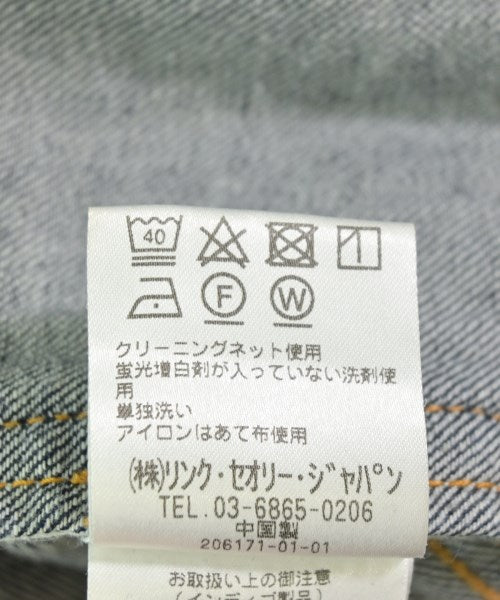 40
F W
クリーニングネット使用
蛍光増白剤が入っていない洗剤使
用
単独洗い
アイロンはあて布使用
(株)リンク・セオリー・ジャパン
TEL.03-6865-0206
中国製
206171-01-01
お取扱い上の御注意
(インディゴ製品)